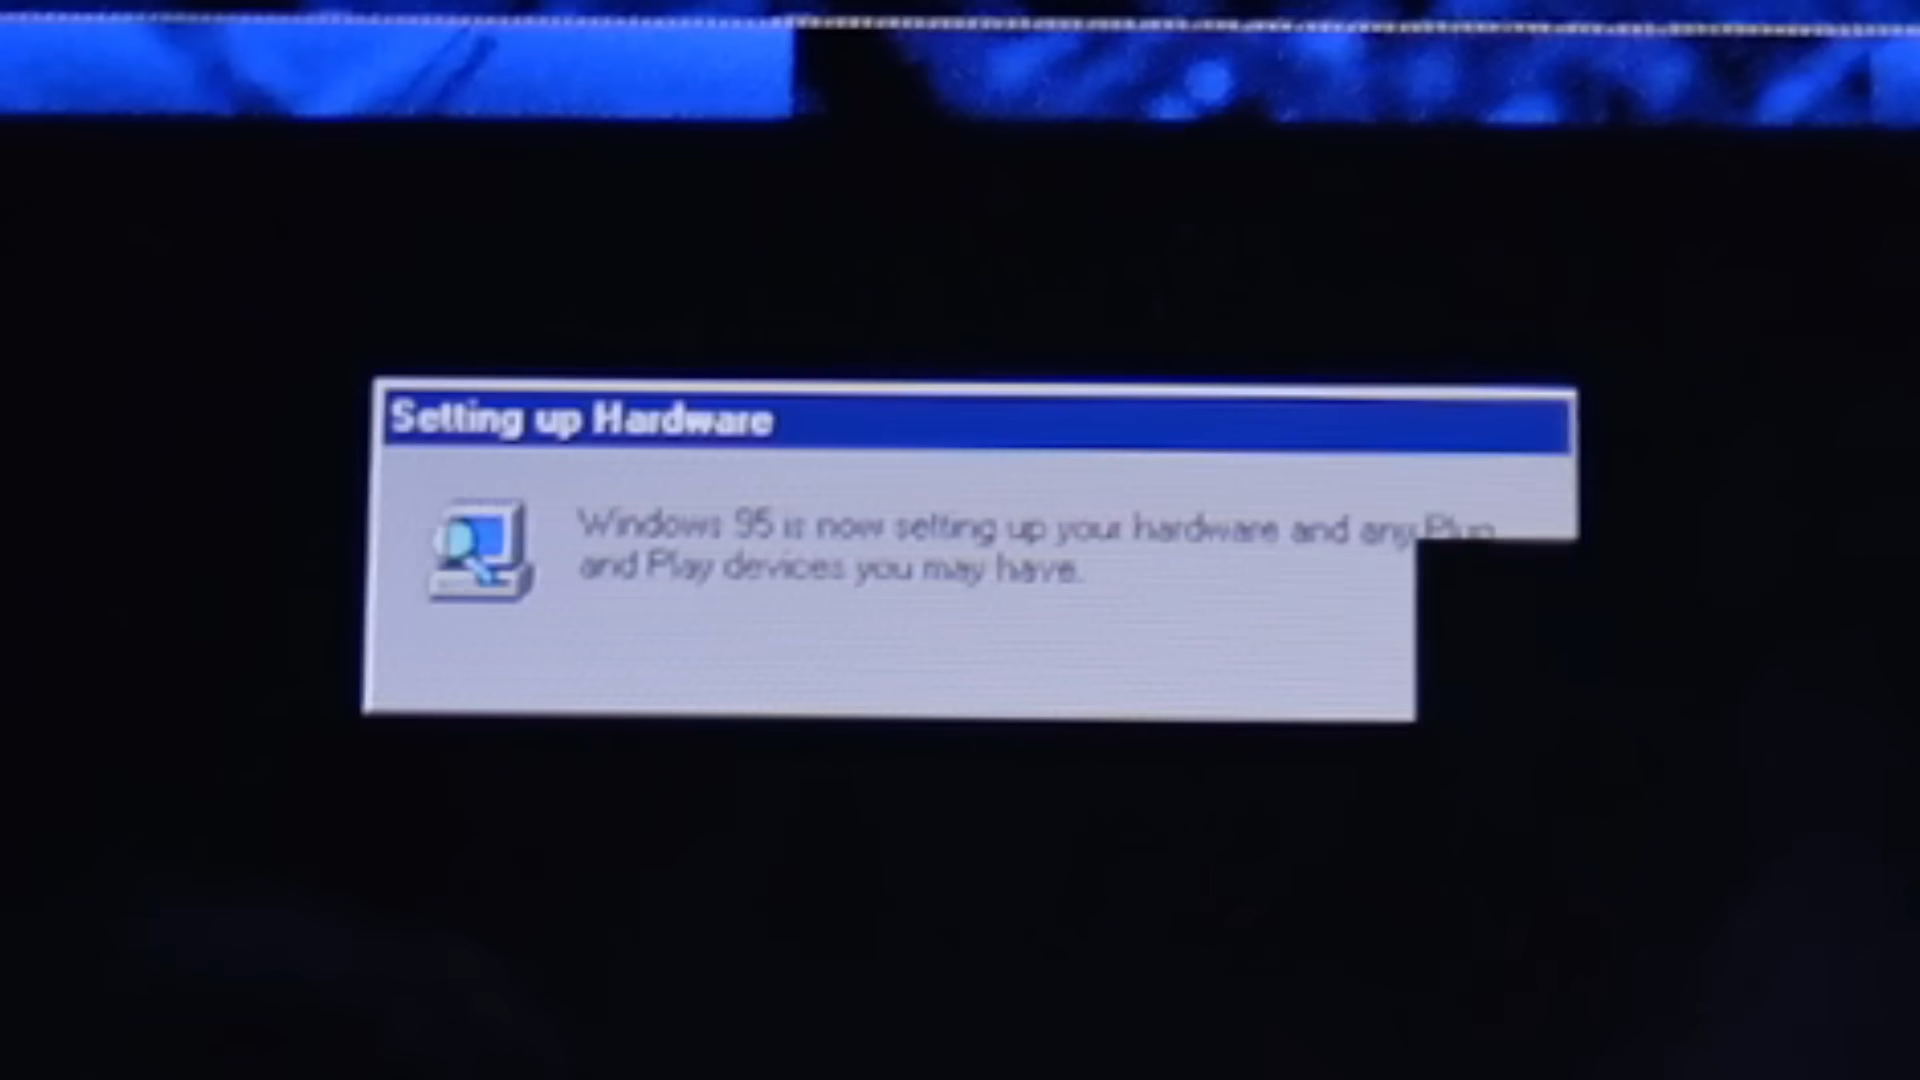 Setting up Hardware
Windows 95 is now setting up your hardware and any Plug
and Play devices you may have.